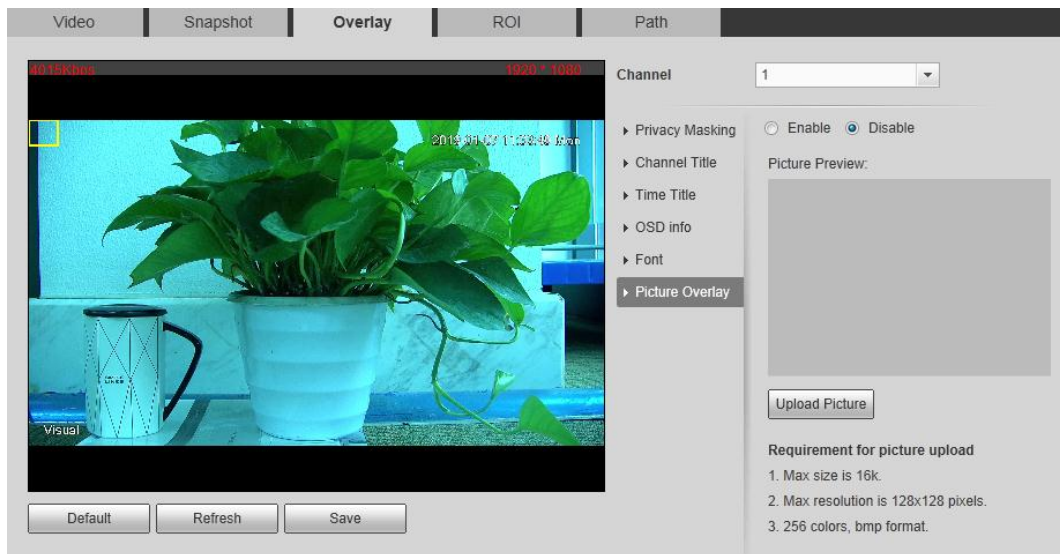 Video Snapshot Overlay ROI Path
4015Kbps 1920 * 1080
Channel 1
Privacy Masking
Channel Title
Time Title
OSD info
Font
Picture Overlay
Enable Disable
Picture Preview:
Visual
Upload Picture
Requirement for picture upload
1. Max size is 16k.
2. Max resolution is 128x128 pixels.
3. 256 colors, bmp format.
Default Refresh Save